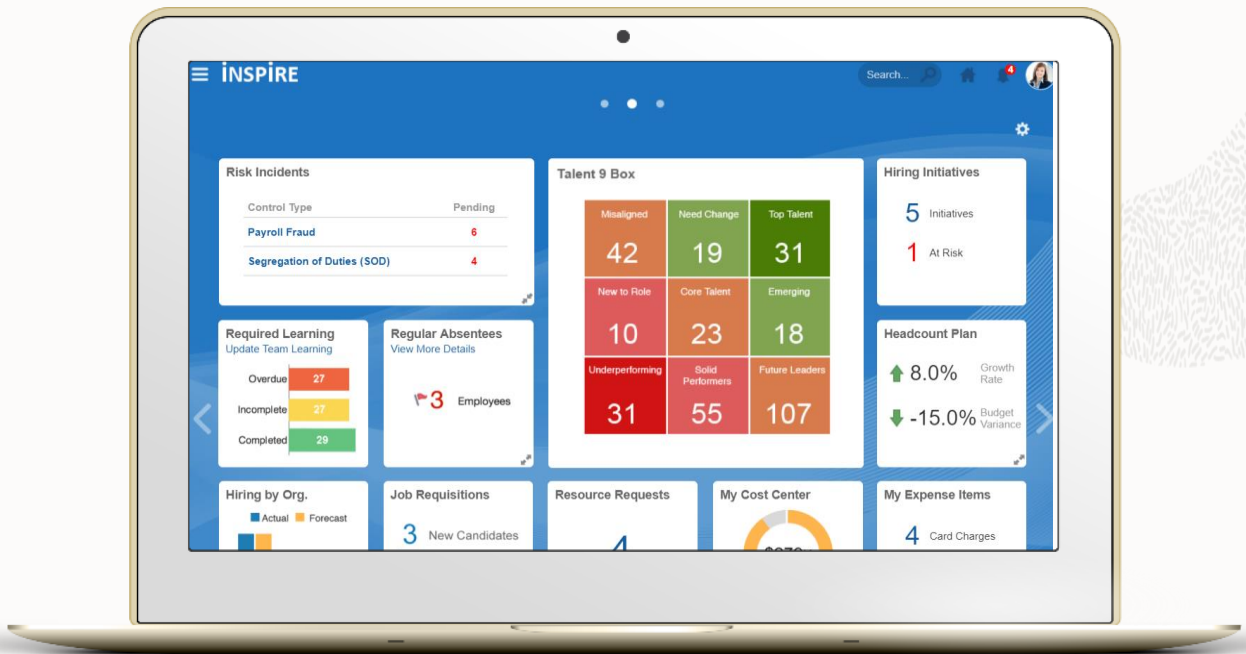 iNSPiRE
Search...
4
Risk Incidents
Control Type Pending
Payroll Fraud 6
Segregation of Duties (SOD) 4
Talent 9 Box
Misaligned Need Change Top Talent
42 19 31
New to Role Core Talent Emerging
10 23 18
Underperforming Solid Performers Future Leaders
31 55 107
Hiring Initiatives
5 Initiatives
1 At Risk
Required Learning
Update Team Learning
Overdue 27
Incomplete 27
Completed 29
Regular Absentees
View More Details
3 Employees
Headcount Plan
8.0% Growth Rate
-15.0% Budget Variance
Hiring by Org.
Actual Forecast
Job Requisitions
3 New Candidates
Resource Requests
4
My Cost Center
My Expense Items
4 Card Charges